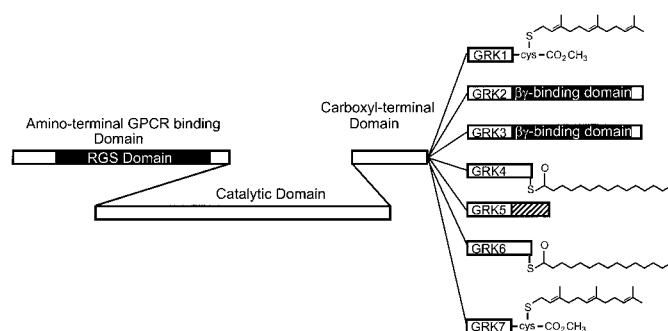 Amino-terminal GPCR binding
Domain
RGS Domain
Catalytic Domain
Carboxyl-terminal
Domain
GRK1
S
cys
CO₂CH₃
GRK2 βγ-binding domain
GRK3 βγ-binding domain
GRK4
O
S
GRK5
GRK6
O
S
S
GRK7
cys
CO₂CH₃